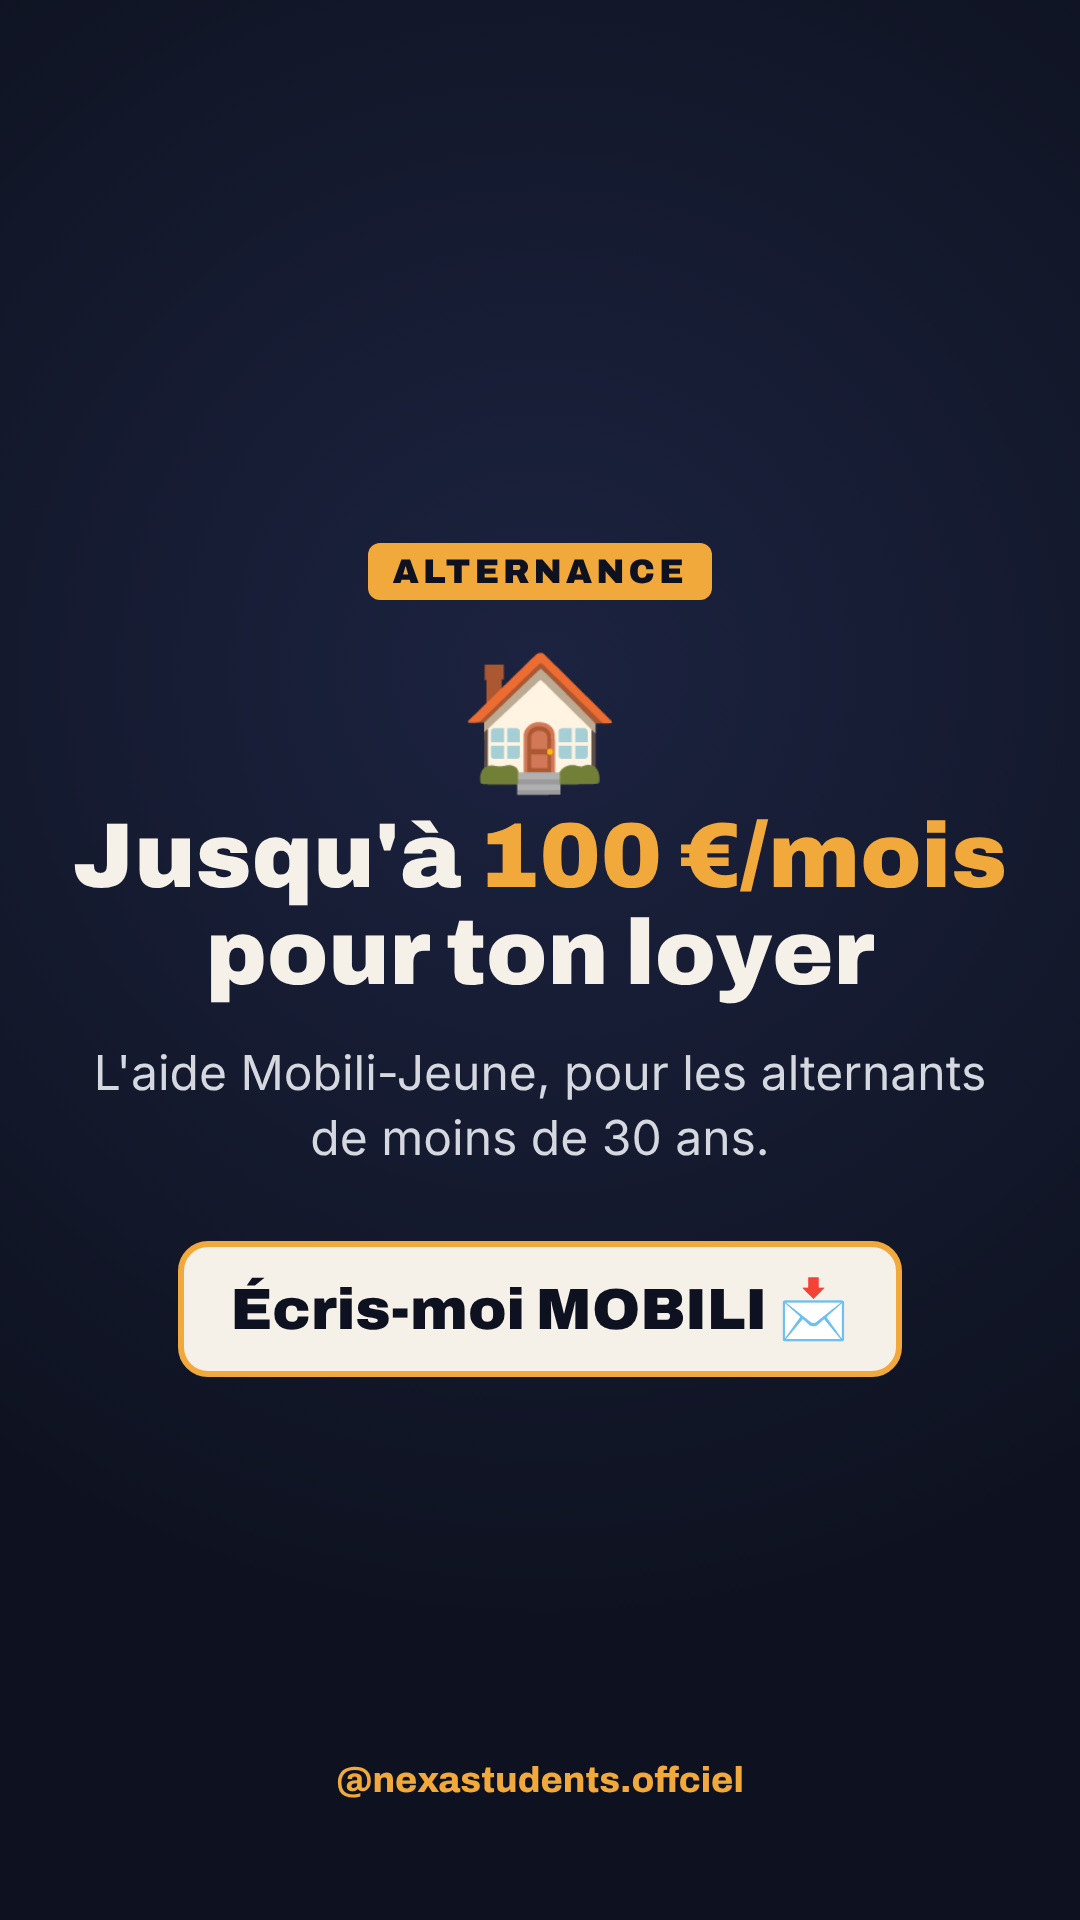 ALTERNANCE
Jusqu'à 100 €/mois
pour ton loyer
L'aide Mobili-Jeune, pour les alternants
de moins de 30 ans.
Écris-moi MOBILI 📩
@nexastudents.offciel